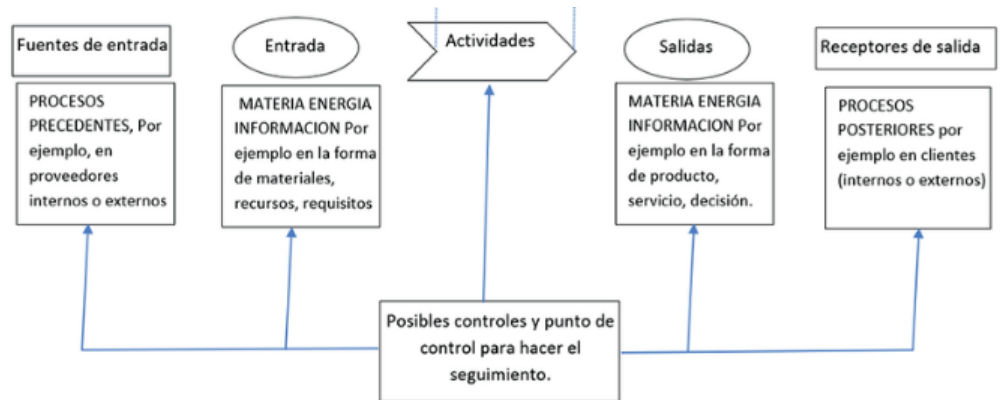 Fuentes de entrada
Entrada
Actividades
Salidas
Receptores de salida
PROCESOS
PRECEDENTES, Por
ejemplo, en
proveedores
internos o externos
MATERIA ENERGIA
INFORMACION Por
ejemplo en la forma
de materiales,
recursos, requisitos
MATERIA ENERGIA
INFORMACION Por
ejemplo en la forma
de producto,
servicio, decisión.
PROCESOS
POSTERIORES por
ejemplo en clientes
(internos o externos)
Posibles controles y punto de
control para hacer el
seguimiento.